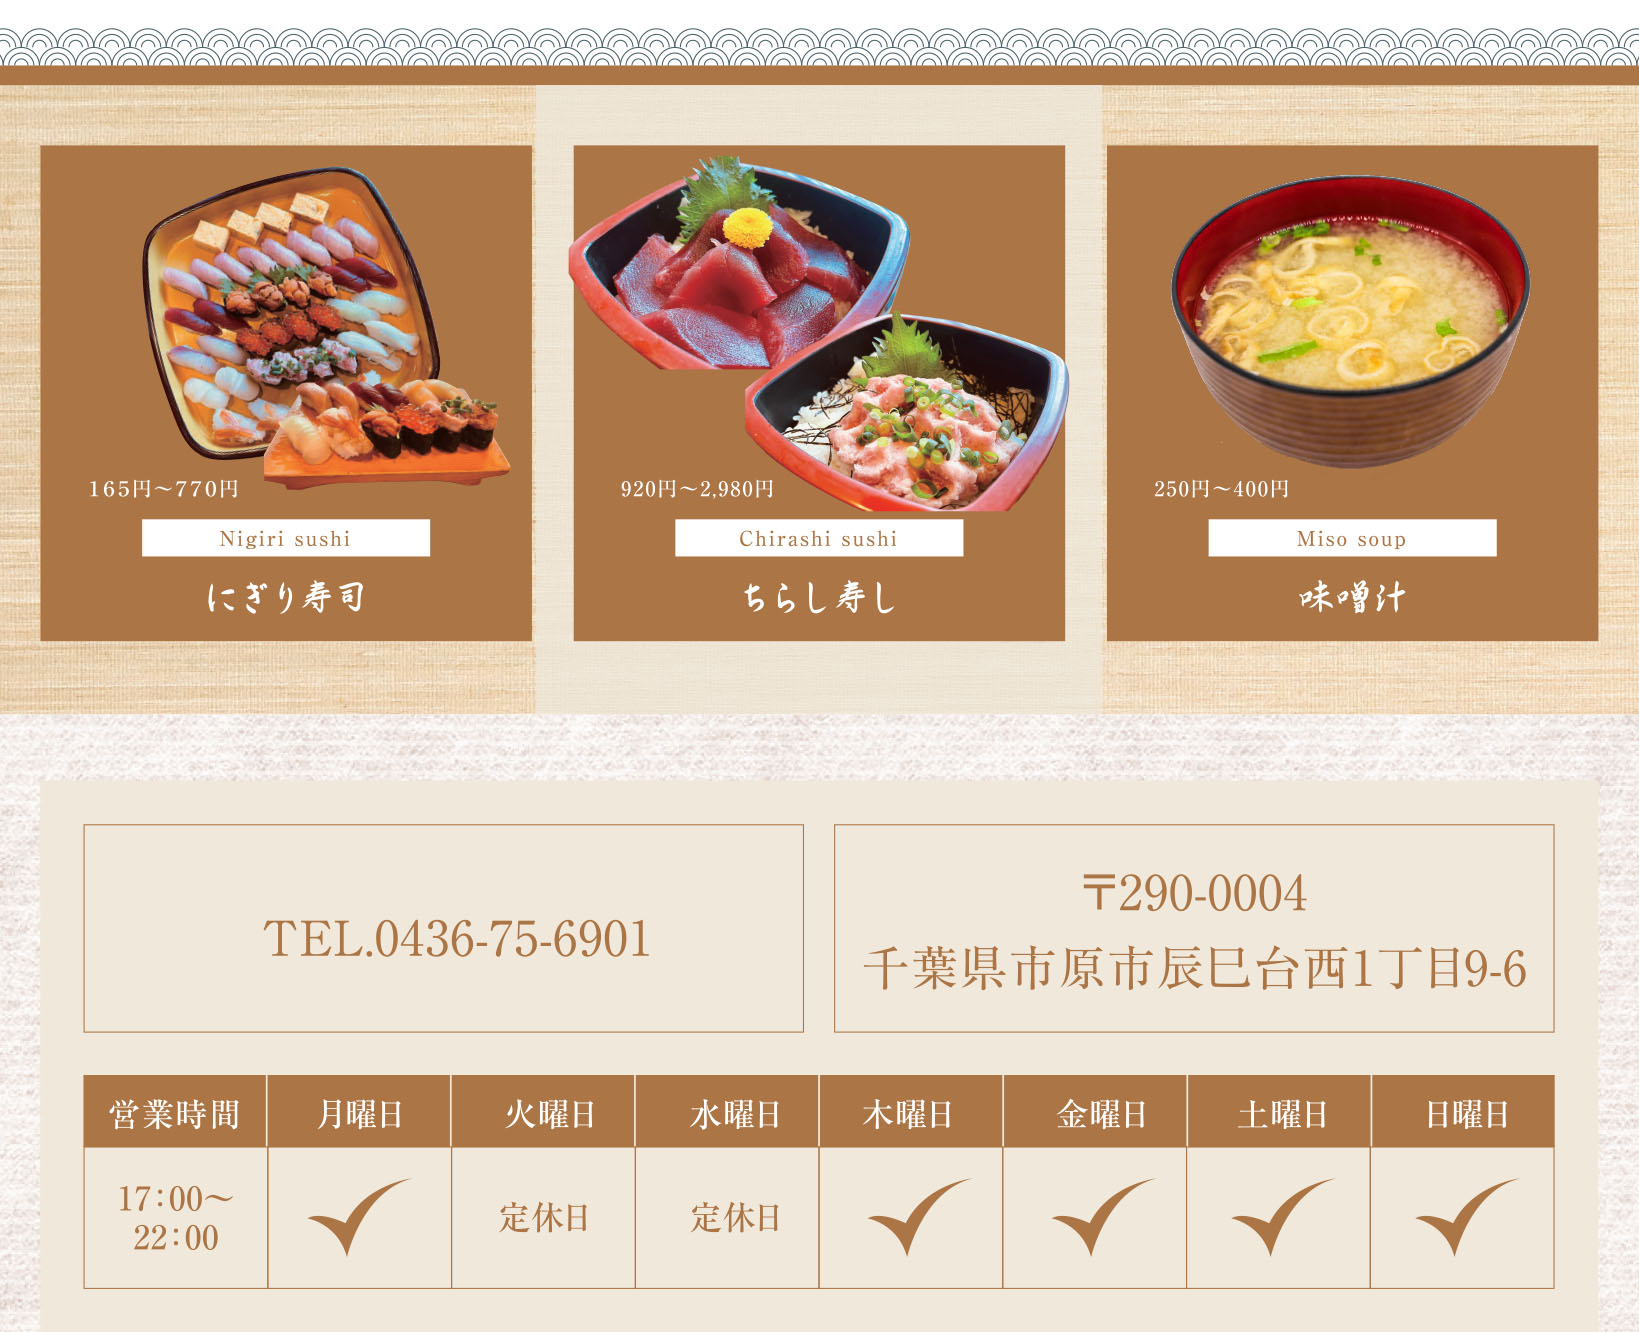 165円～770円
Nigiri sushi
にぎり寿司
920円～2,980円
Chirashi sushi
ちらし寿し
250円～400円
Miso soup
味噌汁
TEL.0436-75-6901
〒290-0004
千葉県市原市辰巳台西1丁目9-6
営業時間 月曜日 火曜日 水曜日 木曜日 金曜日 土曜日 日曜日
17：00～
22：00
定休日 定休日